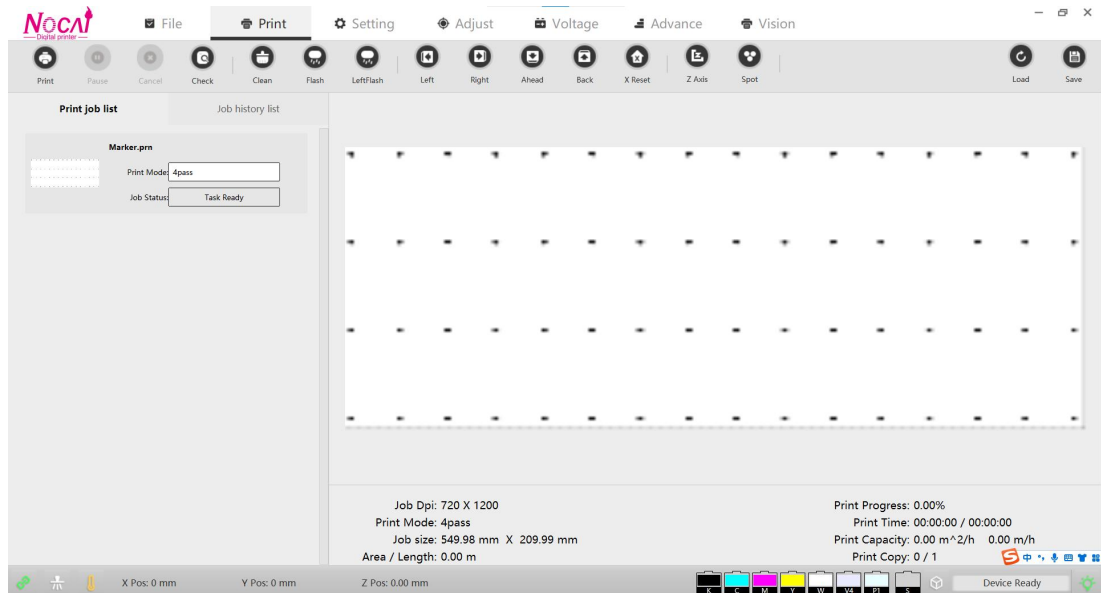 NOCAI
Digital printer
File Print Setting Adjust Voltage Advance Vision
Print Pause Cancel Check Clean Flash LeftFlash Left Right Ahead Back X Reset Z Axis Spot Load Save
Print job list Job history list
Marker.prn
Print Mode: 4pass
Job Status: Task Ready
Job Dpi: 720 X 1200
Print Mode: 4pass
Job size: 549.98 mm X 209.99 mm
Area / Length: 0.00 m
Print Progress: 0.00%
Print Time: 00:00:00 / 00:00:00
Print Capacity: 0.00 m^2/h 0.00 m/h
Print Copy: 0 / 1
S 中
X Pos: 0 mm Y Pos: 0 mm Z Pos: 0.00 mm K C M Y W V4 P1 S Device Ready